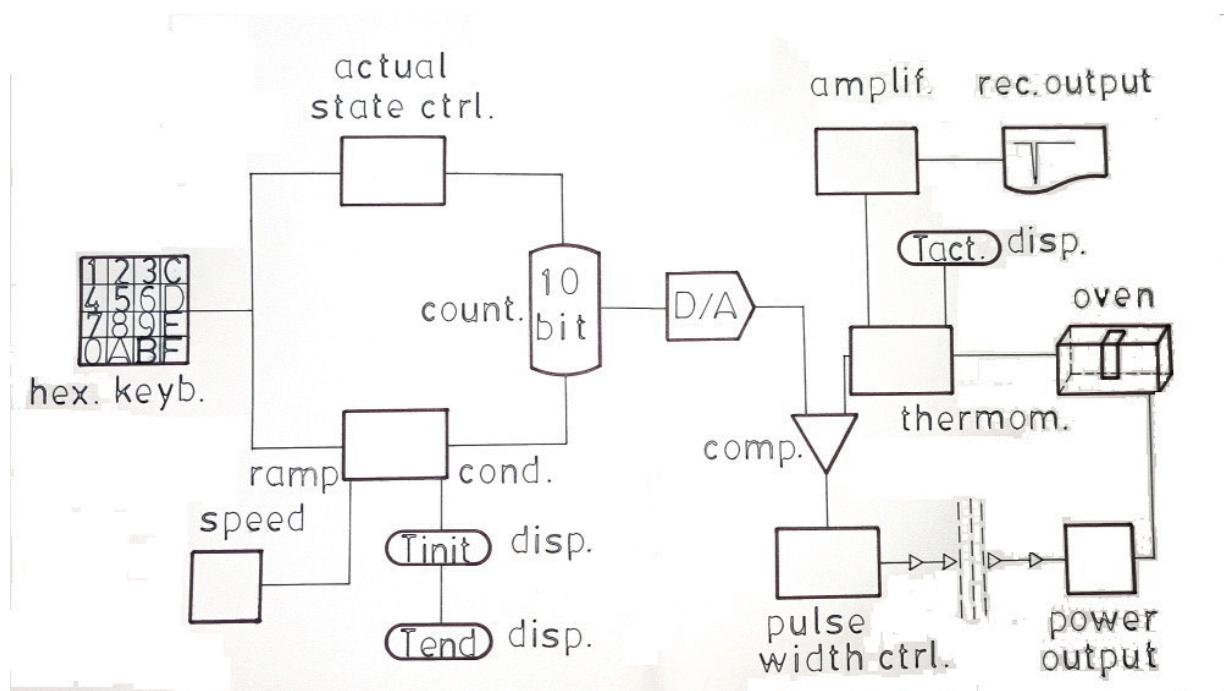 actual
state ctrl.
amplif.
rec. output
Tact.
disp.
1 2 3 C
4 5 6 D
7 8 9 E
0 A B F
hex. keyb.
count.
10
bit
D/A
oven
thermom.
comp.
ramp
cond.
speed
Tinit
disp.
Tend
disp.
pulse
width ctrl.
power
output